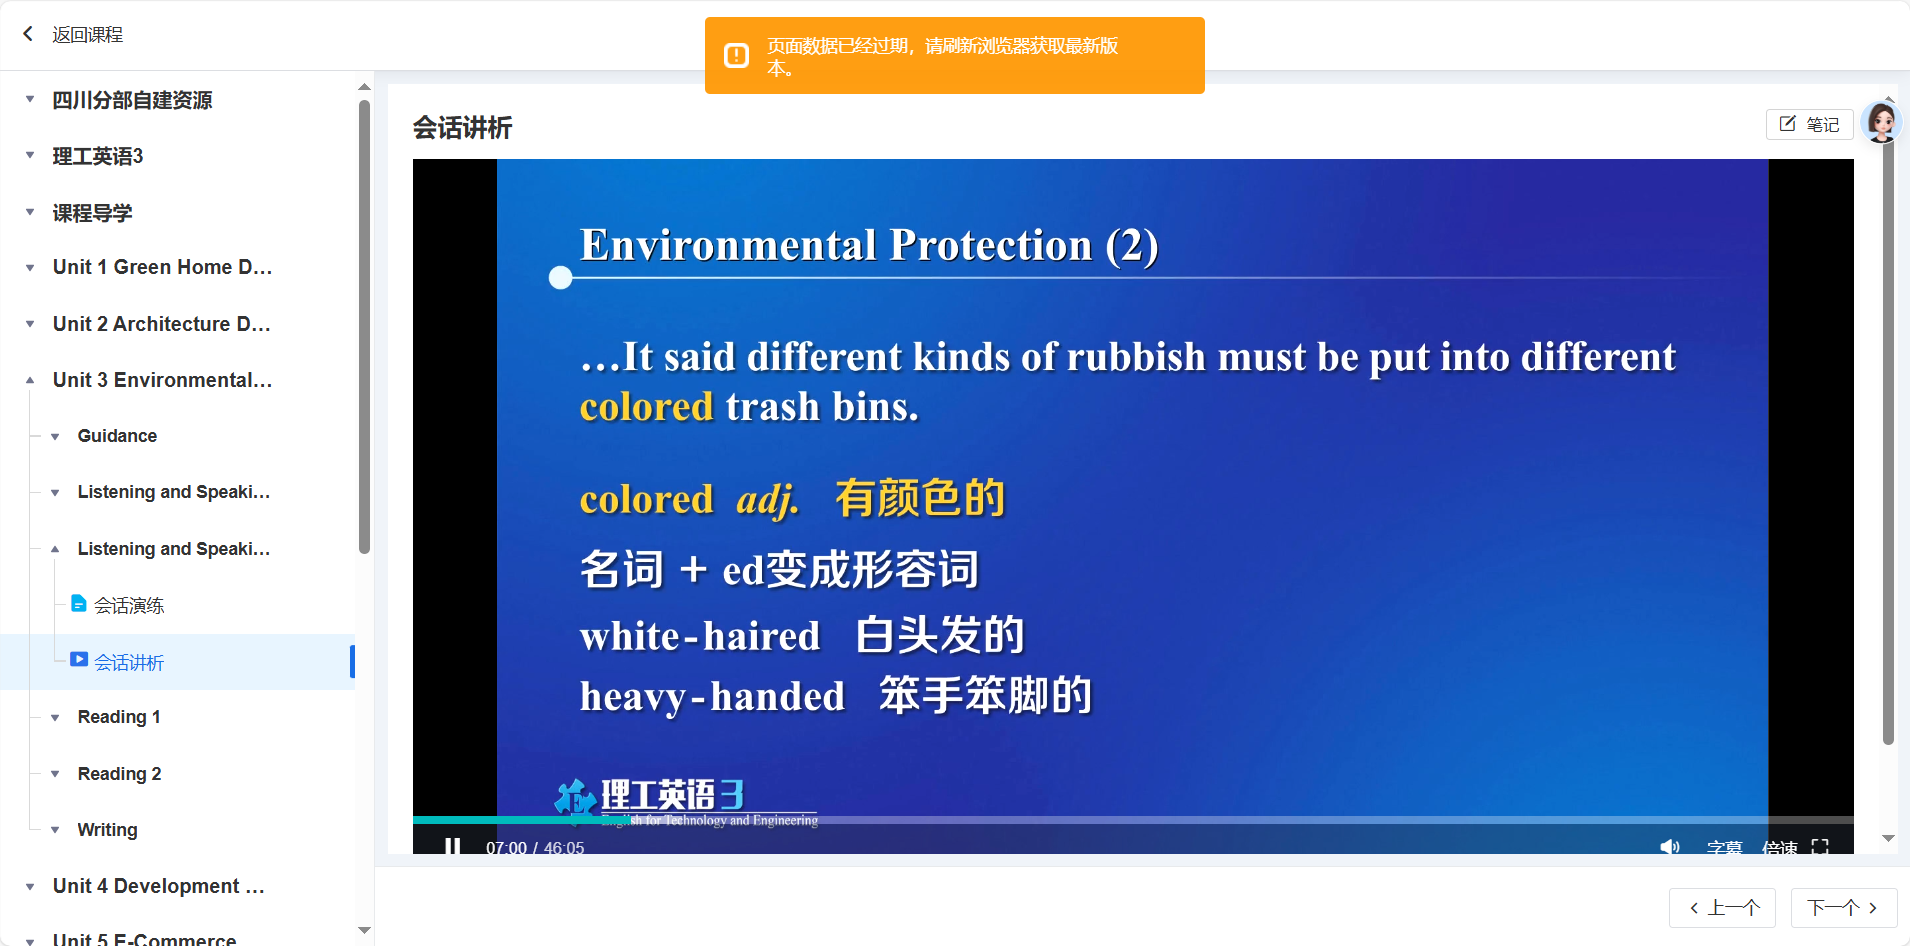 返回课程
页面数据已经过期，请刷新浏览器获取最新版
本。
四川分部自建资源
理工英语3
课程导学
Unit 1 Green Home D...
Unit 2 Architecture D...
Unit 3 Environmental...
Guidance
Listening and Speaki...
Listening and Speaki...
会话演练
会话讲析
Reading 1
Reading 2
Writing
Unit 4 Development ...
Unit 5 E-Commerce
会话讲析
笔记
Environmental Protection (2)
…It said different kinds of rubbish must be put into different
colored trash bins.
colored adj. 有颜色的
名词 + ed变成形容词
white-haired 白头发的
heavy-handed 笨手笨脚的
理工英语3
English for Technology and Engineering
07:00 / 46:05
字幕 倍速
上一个
下一个